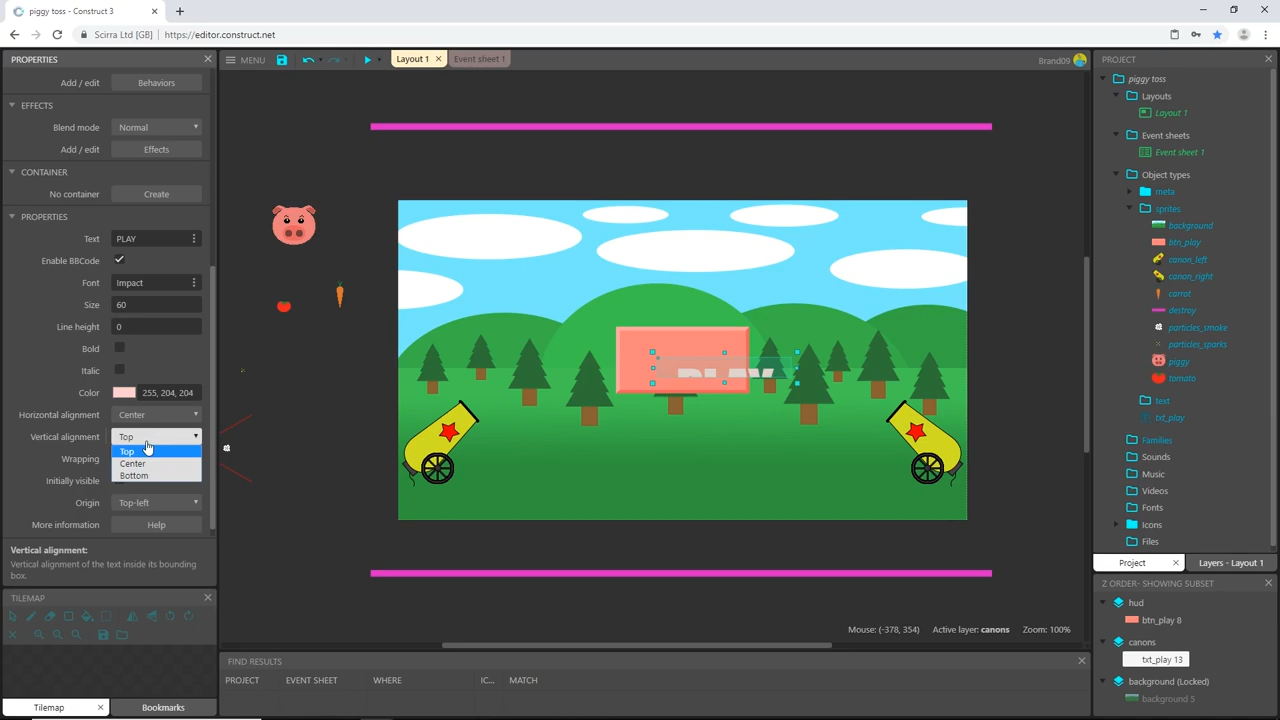 piggy toss - Construct 3
Scirra Ltd [GB] | https://editor.construct.net
PROPERTIES
MENU
Layout 1
Event sheet 1
Brand09
PROJECT
Add / edit Behaviors
EFFECTS
Blend mode Normal
Add / edit Effects
CONTAINER
No container Create
PROPERTIES
Text PLAY
Enable BBCode
Font Impact
Size 60
Line height 0
Bold
Italic
Color 255, 204, 204
Horizontal alignment Center
Vertical alignment Top
Top
Center
Bottom
Wrapping
Initially visible
Origin Top-left
More information Help
Vertical alignment:
Vertical alignment of the text inside its bounding
box.
TILEMAP
Tilemap Bookmarks
PLAY
Mouse: (-378, 354) Active layer: canons Zoom: 100%
FIND RESULTS
PROJECT EVENT SHEET WHERE IC... MATCH
piggy toss
Layouts
Layout 1
Event sheets
Event sheet 1
Object types
meta
sprites
background
btn_play
canon_left
canon_right
carrot
destroy
particles_smoke
particles_sparks
piggy
tomato
text
txt_play
Families
Sounds
Music
Videos
Fonts
Icons
Files
Project Layers - Layout 1
Z ORDER- SHOWING SUBSET
hud
btn_play 8
canons
txt_play 13
background (Locked)
background 5